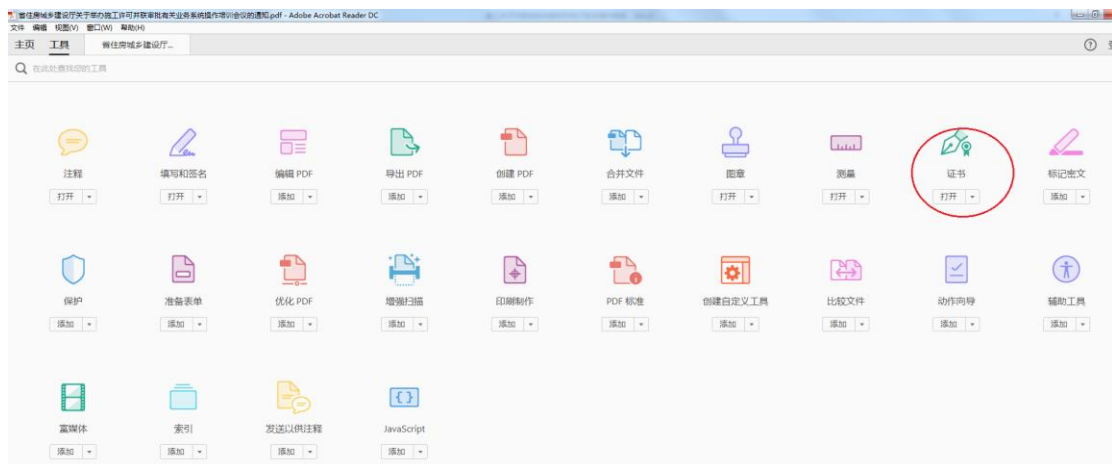 省住房城乡建设厅关于举办施工许可并联审批有关业务系统操作培训会议的通知.pdf - Adobe Acrobat Reader DC
文件 编辑 视图(V) 窗口(W) 帮助(H)
主页 工具 省住房城乡建设厅...
在此处查找您的工具
注释 填写和签名 编辑 PDF 导出 PDF 创建 PDF 合并文件 图章 测量 证书 标记密文
打开 打开 添加 添加 添加 添加 打开 打开 打开 添加
保护 准备表单 优化 PDF 增强扫描 印刷制作 PDF 标准 创建自定义工具 比较文件 动作向导 辅助工具
添加 添加 添加 添加 添加 添加 添加 添加 添加 添加
富媒体 索引 发送以供注释 JavaScript
添加 添加 添加 添加